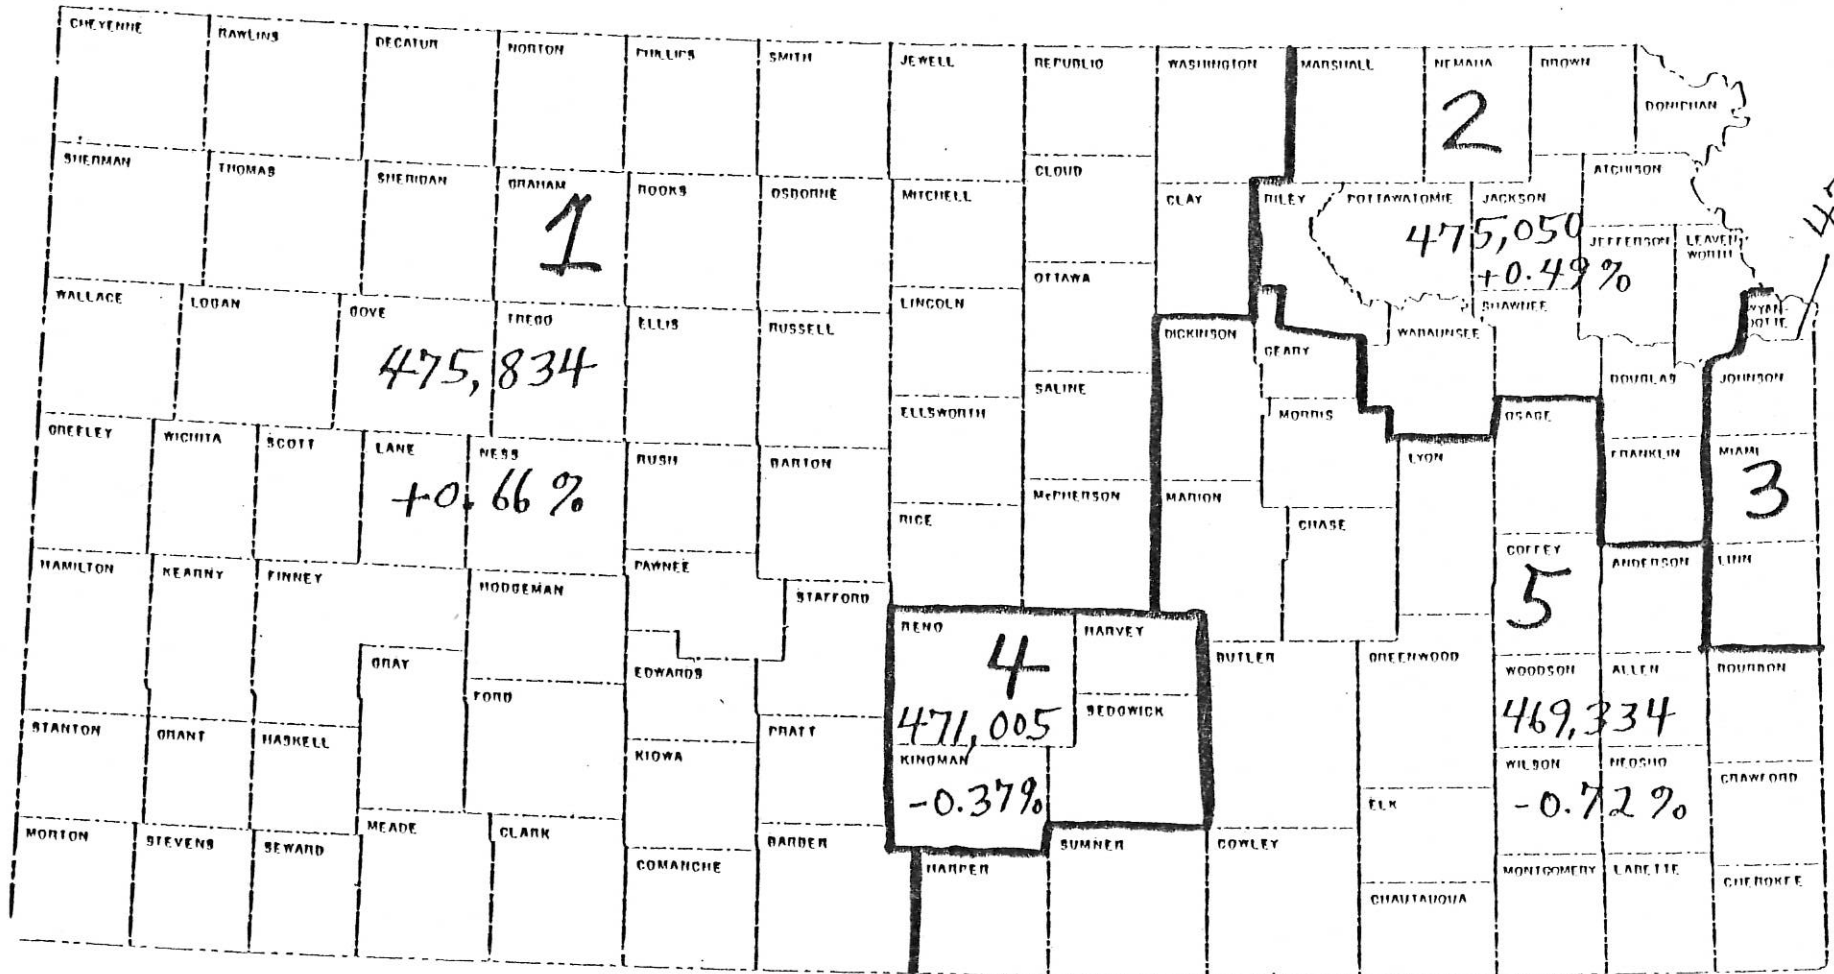 CHEYENNE RAWLINS DECATUR NORTON PHILLIPS SMITH JEWELL REPUBLIC WASHINGTON MARSHALL NEMAHA BROWN
DONIPHAN
2
SHERMAN THOMAS SHERIDAN GRAHAM ROOKS OSBORNE MITCHELL CLOUD CLAY RILEY POTTAWATOMIE JACKSON ATCHISON
1
475,050
JEFFERSON LEAVEN-
WORTH
+0.49%
WALLACE LOGAN GOVE TREGO ELLIS RUSSELL LINCOLN OTTAWA DICKINSON GEARY WABAUNSEE SHAWNEE WYAN-
DOTTE
475,834
SALINE DOUGLAS JOHNSON
GREELEY WICHITA SCOTT LANE NESS RUSH BARTON ELLSWORTH MORRIS LYON OSAGE FRANKLIN MIAMI
+0.66%
3
RICE McPHERSON MARION CHASE
HAMILTON KEARNY FINNEY HODGEMAN PAWNEE STAFFORD COFFEY ANDERSON LINN
5
RENO HARVEY
4
GRAY EDWARDS BUTLER GREENWOOD WOODSON ALLEN BOURBON
FORD
471,005
SEDGWICK
469,334
STANTON GRANT HASKELL KIOWA PRATT KINGMAN WILSON NEOSHO CRAWFORD
-0.37%
ELK
-0.72%
MORTON STEVENS SEWARD MEADE CLARK COMANCHE BARBER HARPER SUMNER COWLEY CHAUTAUQUA MONTGOMERY LABETTE CHEROKEE